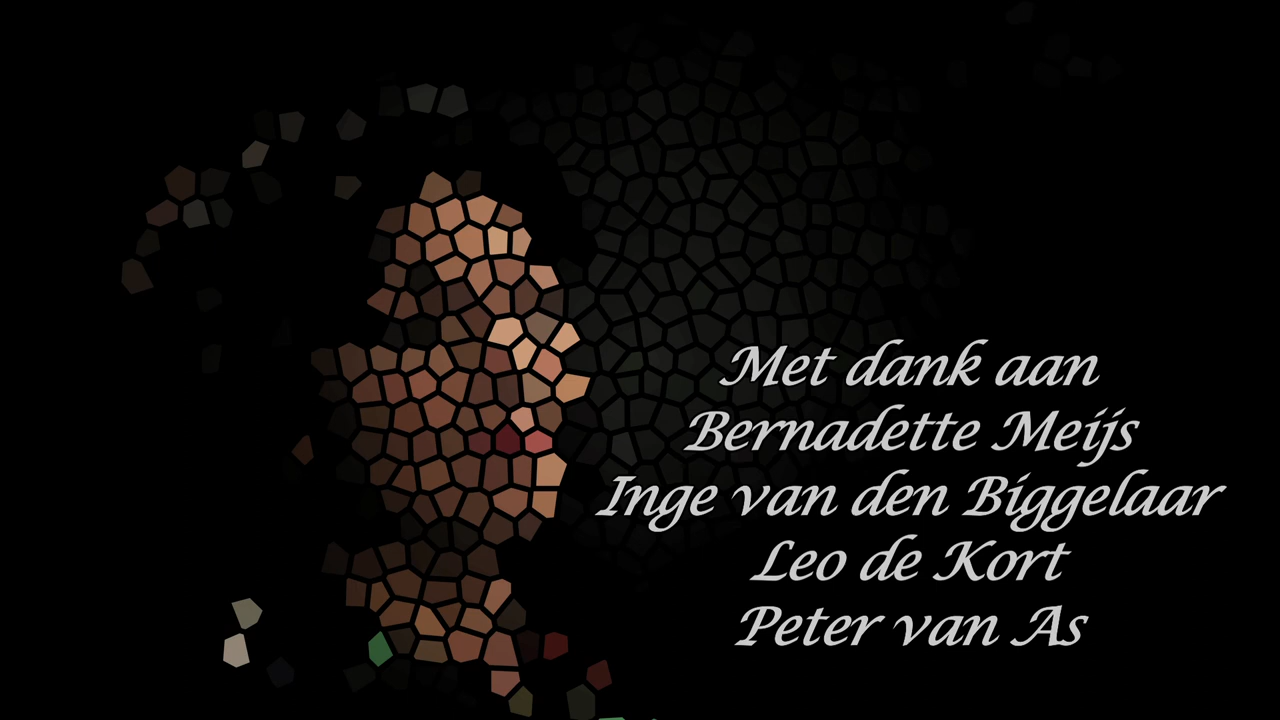 Met dank aan
Bernadette Meijs
Inge van den Biggelaar
Leo de Kort
Peter van As